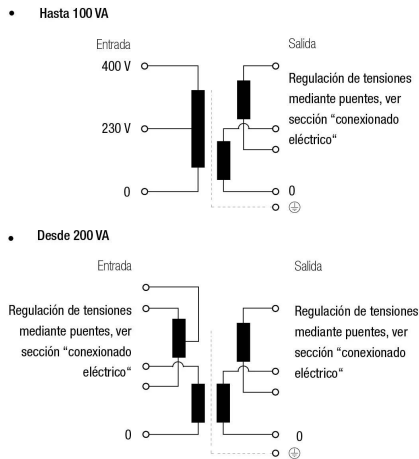 • Hasta 100 VA
Entrada
Salida
400 V
230 V
0
Regulación de tensiones
mediante puentes, ver
sección “conexionado
eléctrico“
0
• Desde 200 VA
Entrada
Salida
Regulación de tensiones
mediante puentes, ver
sección “conexionado
eléctrico“
0
Regulación de tensiones
mediante puentes, ver
sección “conexionado
eléctrico“
0